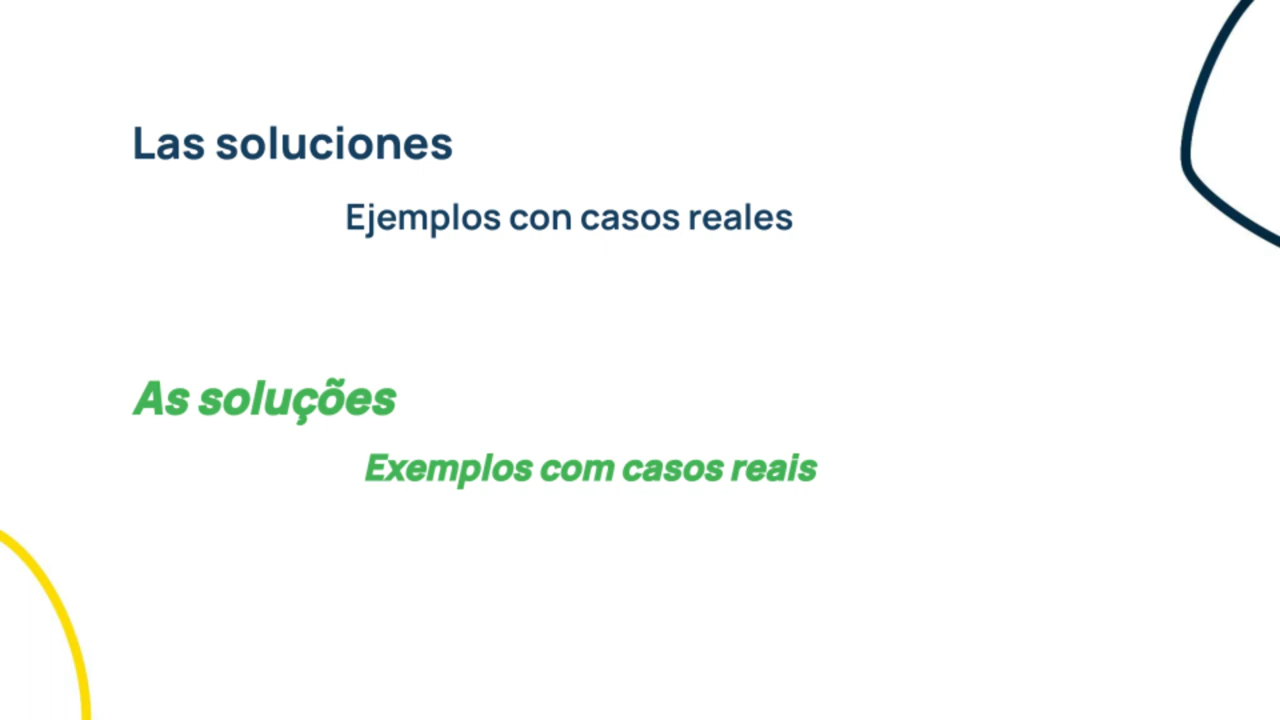 Las soluciones
Ejemplos con casos reales
As soluções
Exemplos com casos reais